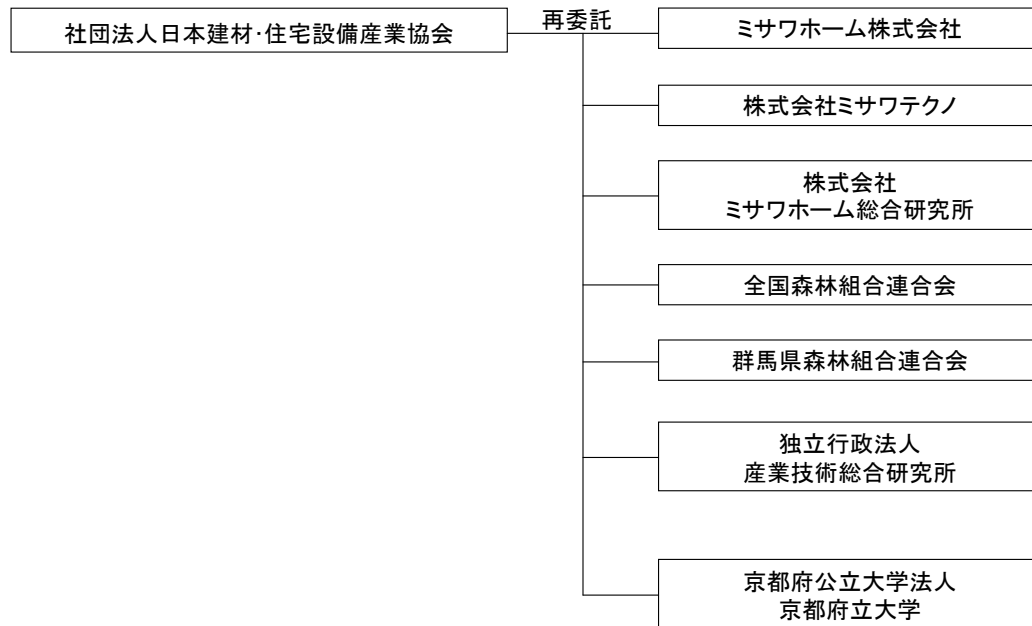 社団法人日本建材･住宅設備産業協会
再委託
ミサワホーム株式会社
株式会社ミサワテクノ
株式会社
ミサワホーム総合研究所
全国森林組合連合会
群馬県森林組合連合会
独立行政法人
産業技術総合研究所
京都府公立大学法人
京都府立大学